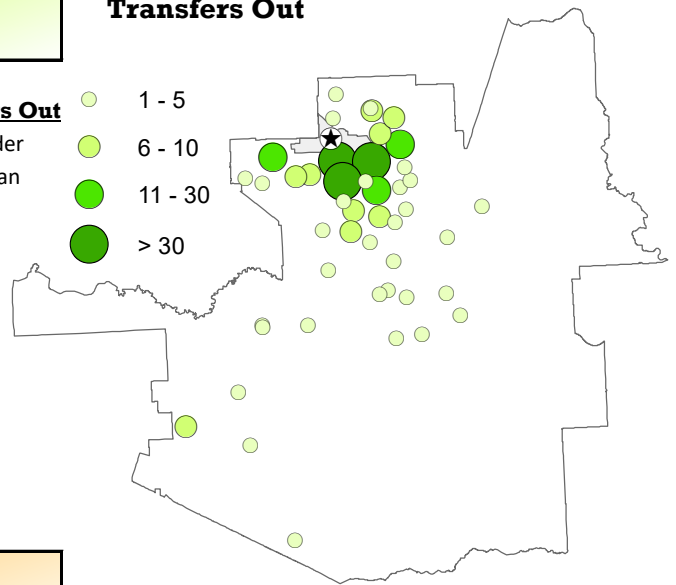 Transfers Out
s Out
der
an
1 - 5
6 - 10
11 - 30
> 30